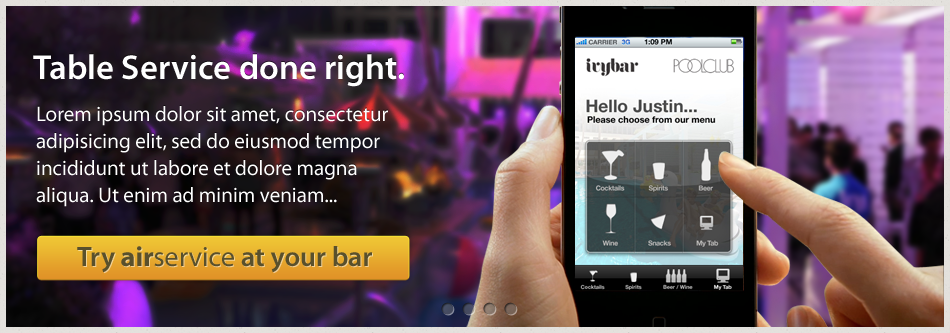 Table Service done right.
Lorem ipsum dolor sit amet, consectetur
adipisicing elit, sed do eiusmod tempor
incididunt ut labore et dolore magna
aliqua. Ut enim ad minim veniam...
Try airservice at your bar
CARRIER 3G 1:09 PM
ivybar POOLCLUB
Hello Justin...
Please choose from our menu
Cocktails Spirits Beer
Wine Snacks My Tab
Cocktails Spirits Beer / Wine My Tab